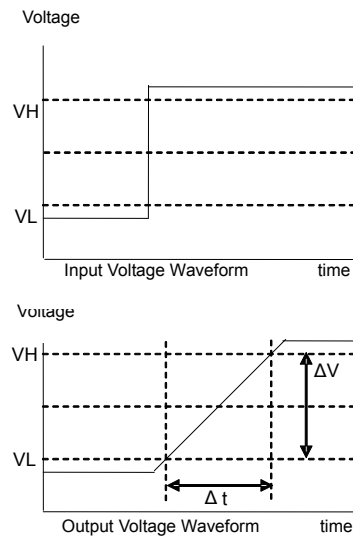 Voltage
VH
VL
Input Voltage Waveform time
Voltage
VH
ΔV
VL
Δ t
Output Voltage Waveform time